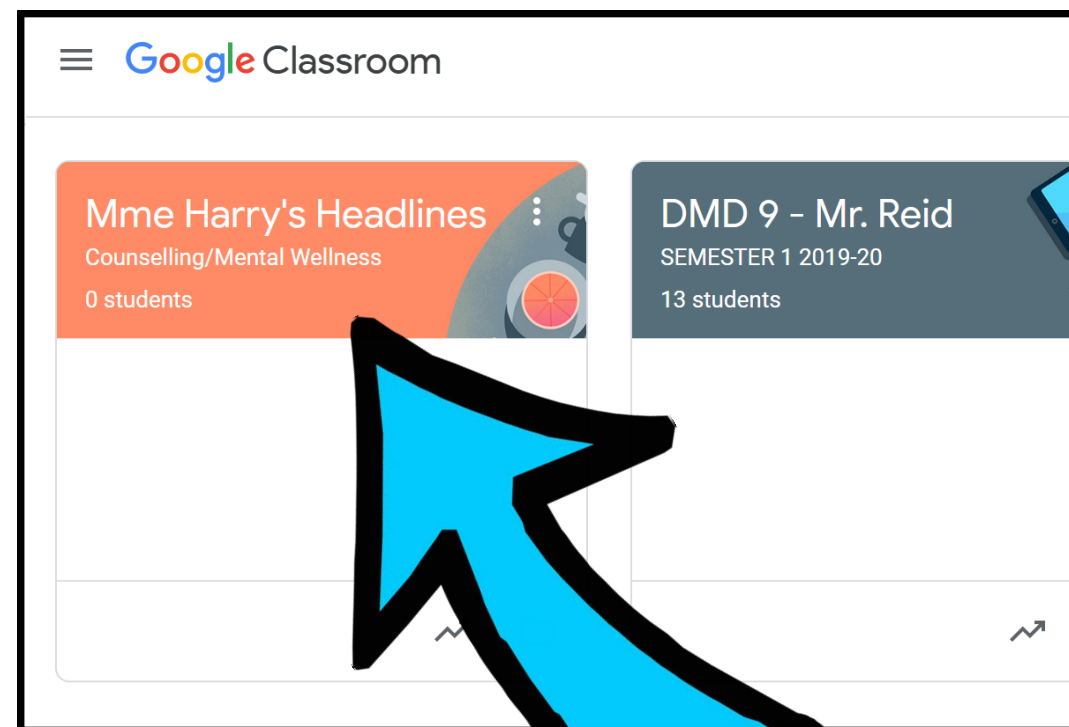 Google Classroom
Mme Harry's Headlines
Counselling/Mental Wellness
0 students
DMD 9 - Mr. Reid
SEMESTER 1 2019-20
13 students